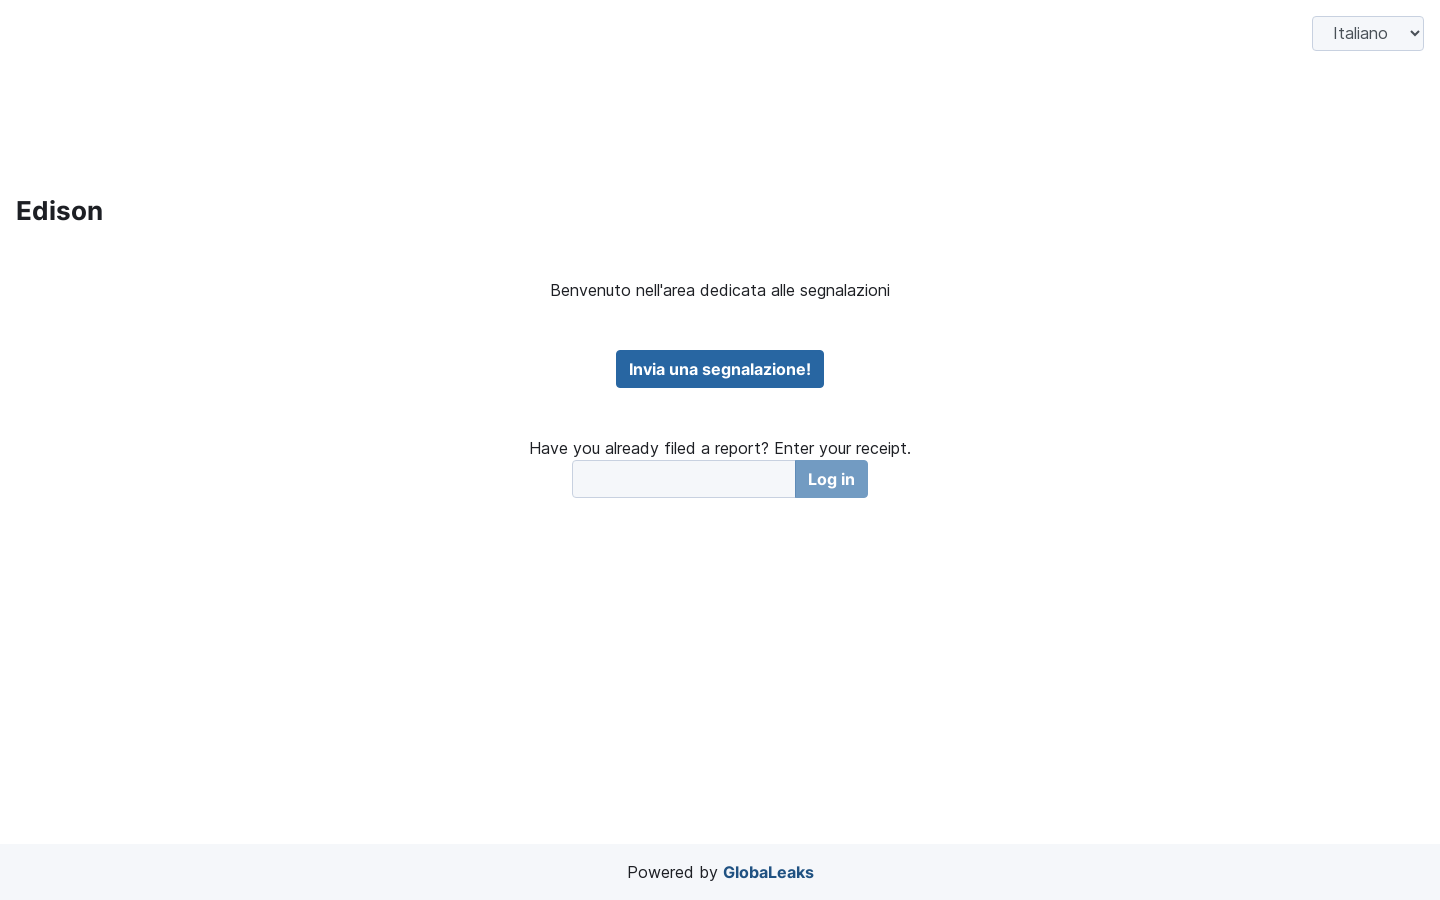 Italiano
Edison
Benvenuto nell'area dedicata alle segnalazioni
Invia una segnalazione!
Have you already filed a report? Enter your receipt.
Log in
Powered by GlobaLeaks